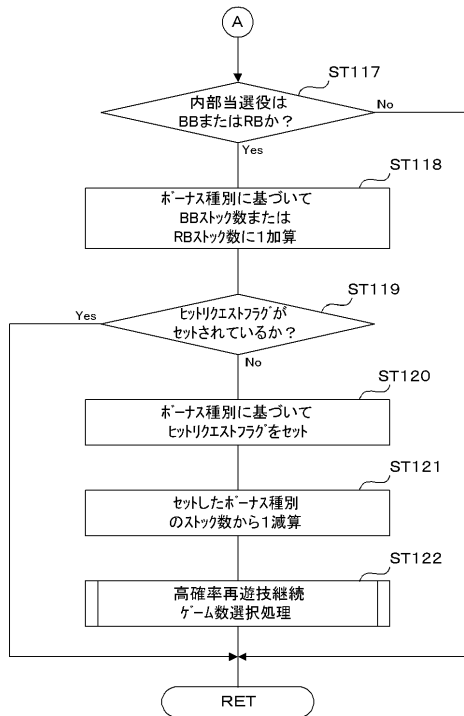 A
ST117
内部当選役は
BBまたはRBか？
No
Yes
ST118
ボーナス種別に基づいて
BBストック数または
RBストック数に1加算
ST119
Yes
ヒットリクエストフラグが
セットされているか？
No
ST120
ボーナス種別に基づいて
ヒットリクエストフラグをセット
ST121
セットしたボーナス種別
のストック数から1減算
ST122
高確率再遊技継続
ゲーム数選択処理
RET